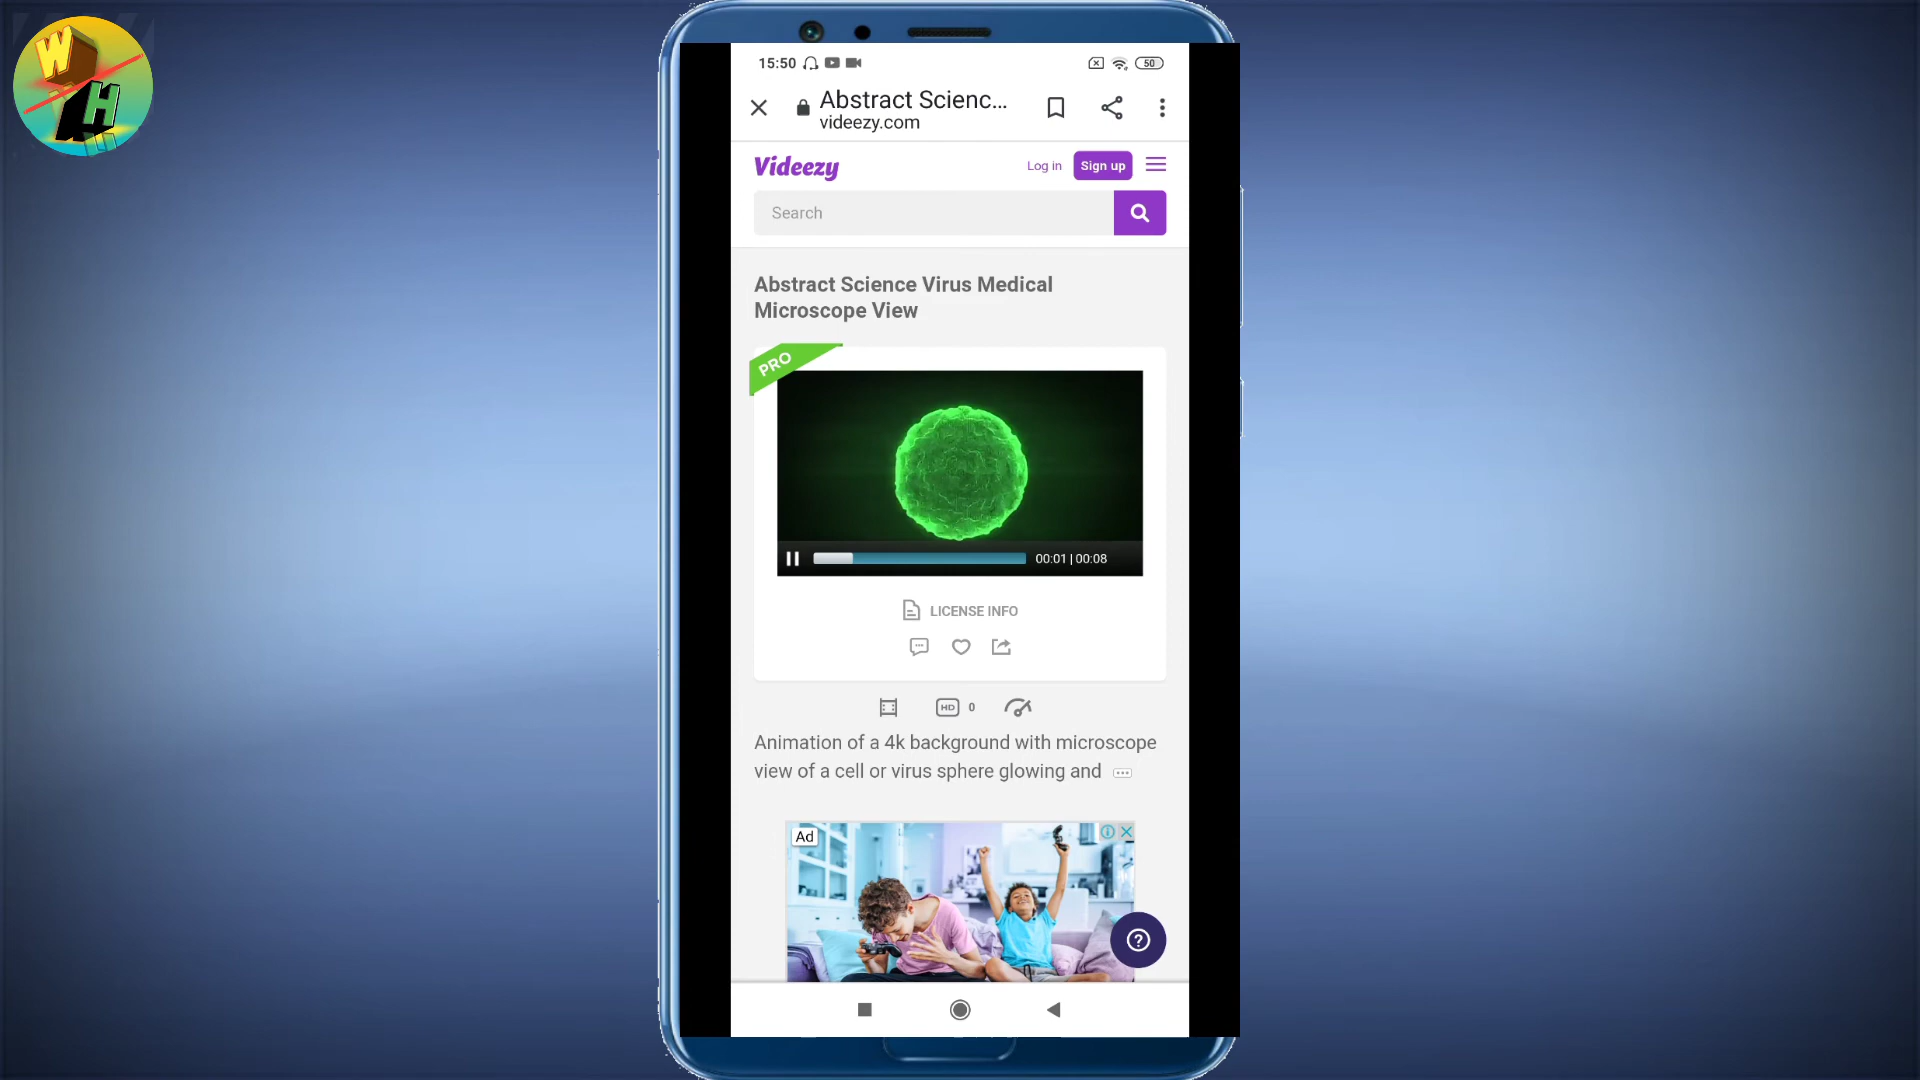 W
H
15:50
50
Abstract Scienc...
videezy.com
Videezy
Log in
Sign up
Search
Abstract Science Virus Medical
Microscope View
PRO
00:01 | 00:08
LICENSE INFO
HD 0
Animation of a 4k background with microscope
view of a cell or virus sphere glowing and ...
Ad